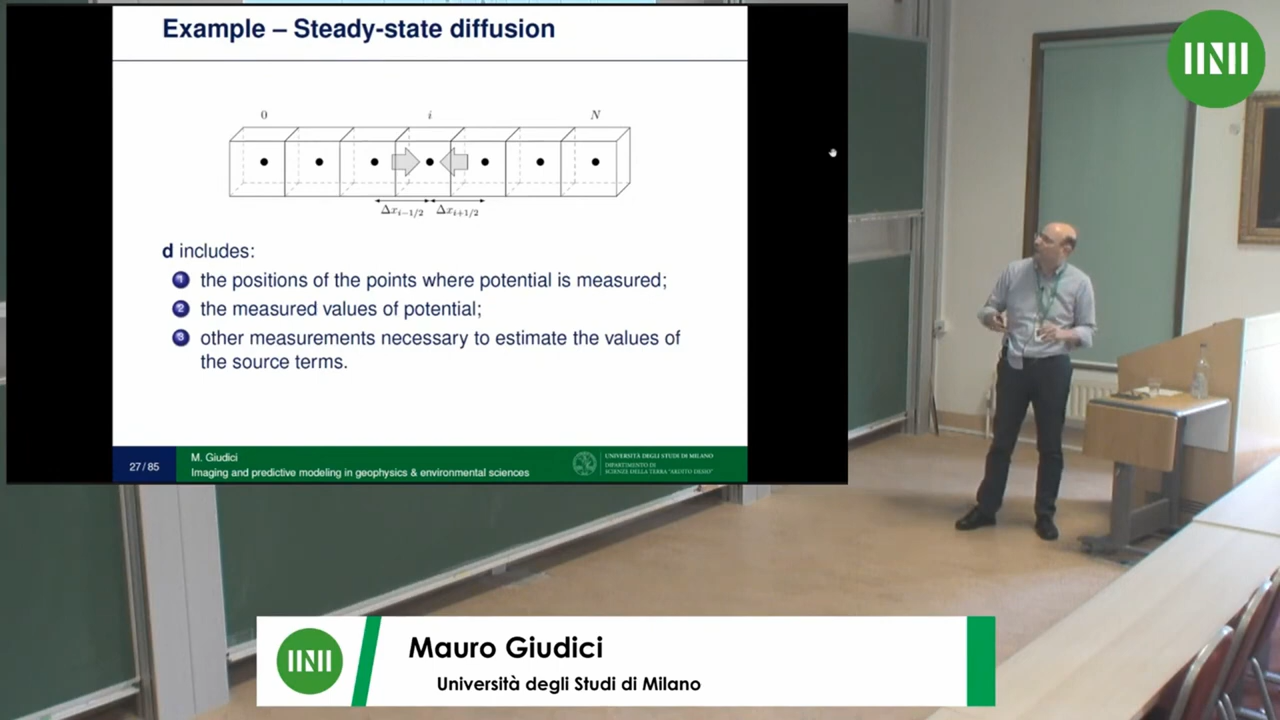 Example – Steady-state diffusion
0 i N
Δx_{i−1/2} Δx_{i+1/2}
d includes:
1 the positions of the points where potential is measured;
2 the measured values of potential;
3 other measurements necessary to estimate the values of
the source terms.
27 / 85
M. Giudici
Imaging and predictive modeling in geophysics & environmental sciences
UNIVERSITÀ DEGLI STUDI DI MILANO
DIPARTIMENTO DI
SCIENZE DELLA TERRA "ARDITO DESIO"
Mauro Giudici
Università degli Studi di Milano